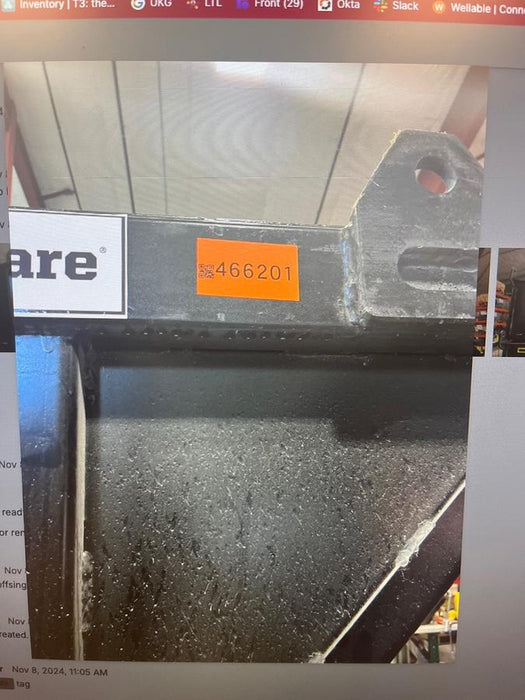 Inventory | T3: the...
UKG
LTL
Front (29)
Okta
Slack
Wellable | Conn
are®
466201
Nov
read
or ren
Nov
offsing
Nov
reated.
Nov 8, 2024, 11:05 AM
tag